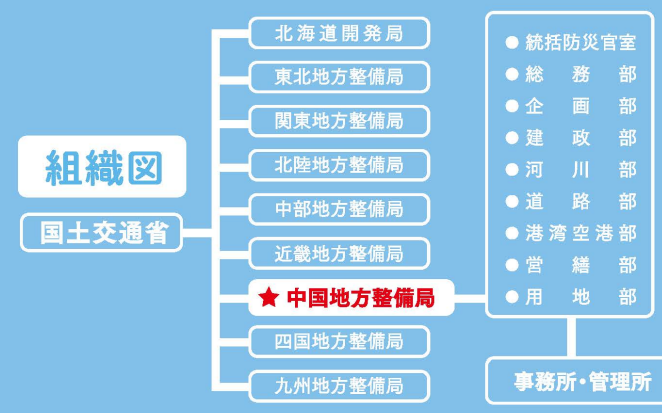 組織図
国土交通省
北海道開発局
東北地方整備局
関東地方整備局
北陸地方整備局
中部地方整備局
近畿地方整備局
★中国地方整備局
四国地方整備局
九州地方整備局
●統括防災官室
●総務部
●企画部
●建政部
●河川部
●道路部
●港湾空港部
●営繕部
●用地部
事務所・管理所